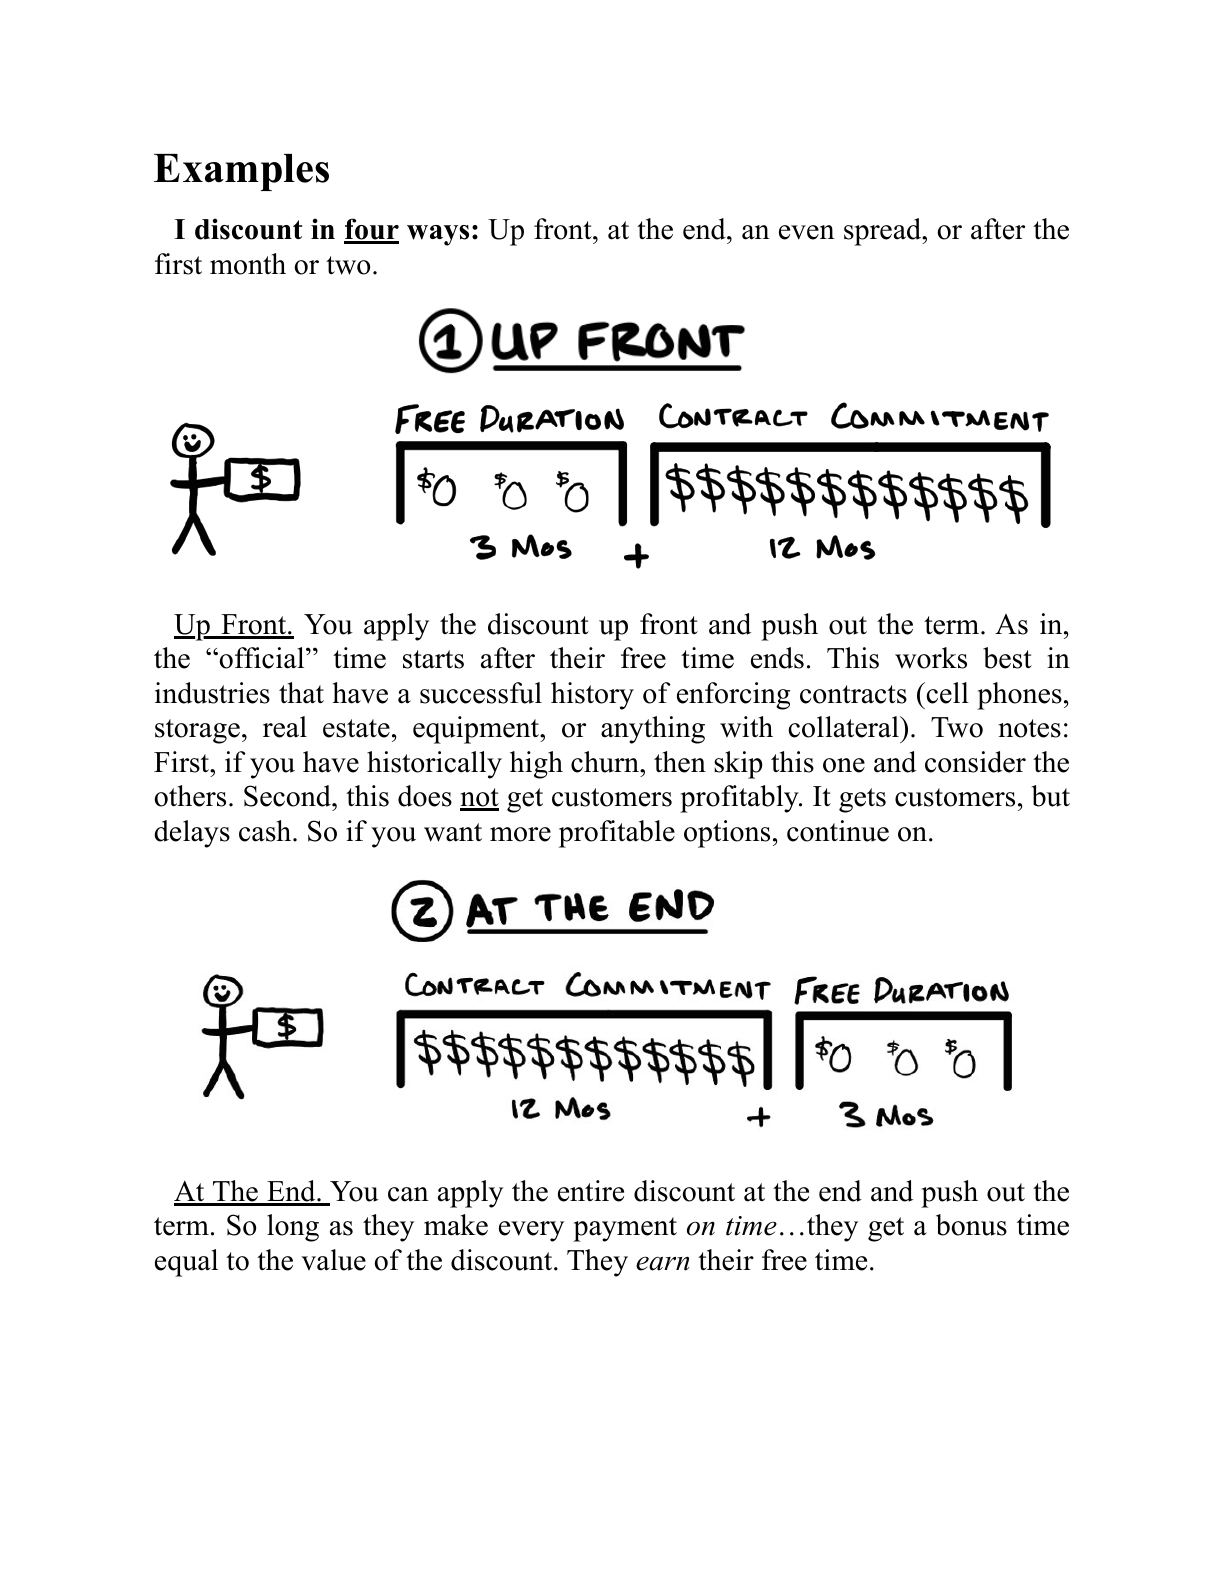 Examples
I discount in four ways: Up front, at the end, an even spread, or after the
first month or two.
1 UP FRONT
FREE DURATION CONTRACT COMMITMENT
$ $0 $0 $0 $$$$$$$$$$$$
3 MOS + 12 MOS
Up Front. You apply the discount up front and push out the term. As in,
the “official” time starts after their free time ends. This works best in
industries that have a successful history of enforcing contracts (cell phones,
storage, real estate, equipment, or anything with collateral). Two notes:
First, if you have historically high churn, then skip this one and consider the
others. Second, this does not get customers profitably. It gets customers, but
delays cash. So if you want more profitable options, continue on.
2 AT THE END
CONTRACT COMMITMENT FREE DURATION
$ $$$$$$$$$$$$ $0 $0 $0
12 MOS + 3 MOS
At The End. You can apply the entire discount at the end and push out the
term. So long as they make every payment on time…they get a bonus time
equal to the value of the discount. They earn their free time.